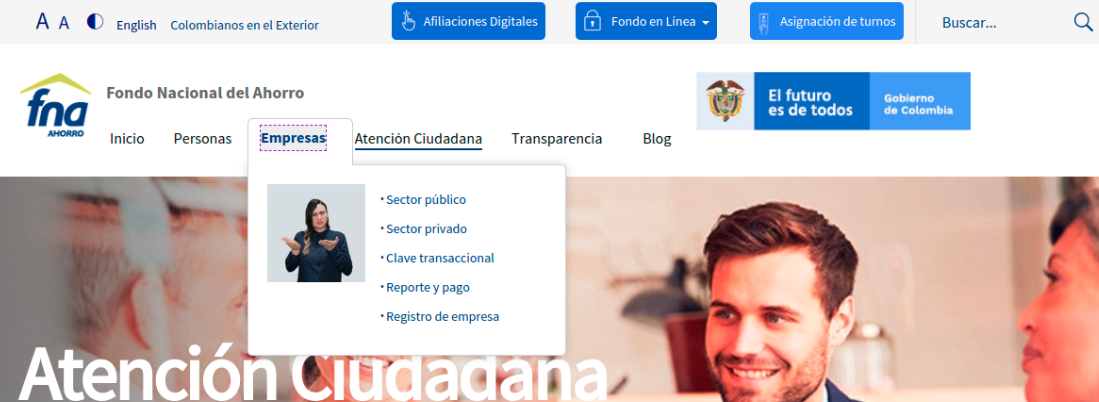 A A English Colombianos en el Exterior Afiliaciones Digitales Fondo en Línea Asignación de turnos Buscar...
fna
AHORRO
Fondo Nacional del Ahorro
El futuro
es de todos
Gobierno
de Colombia
Inicio Personas Empresas Atención Ciudadana Transparencia Blog
• Sector público
• Sector privado
• Clave transaccional
• Reporte y pago
• Registro de empresa
Atención Ciudadana